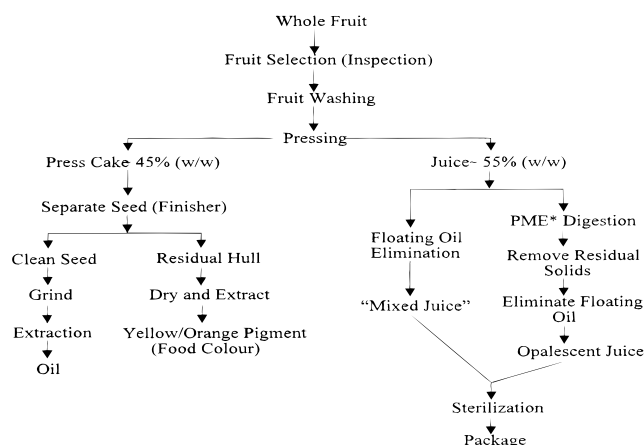 Whole Fruit
Fruit Selection (Inspection)
Fruit Washing
Pressing
Press Cake~ 45% (w/w)
Juice~ 55% (w/w)
Separate Seed (Finisher)
Clean Seed
Grind
Extraction
Oil
Residual Hull
Dry and Extract
Yellow/Orange Pigment
(Food Colour)
Floating Oil
Elimination
“Mixed Juice”
PME* Digestion
Remove Residual
Solids
Eliminate Floating
Oil
Opalescent Juice
Sterilization
Package